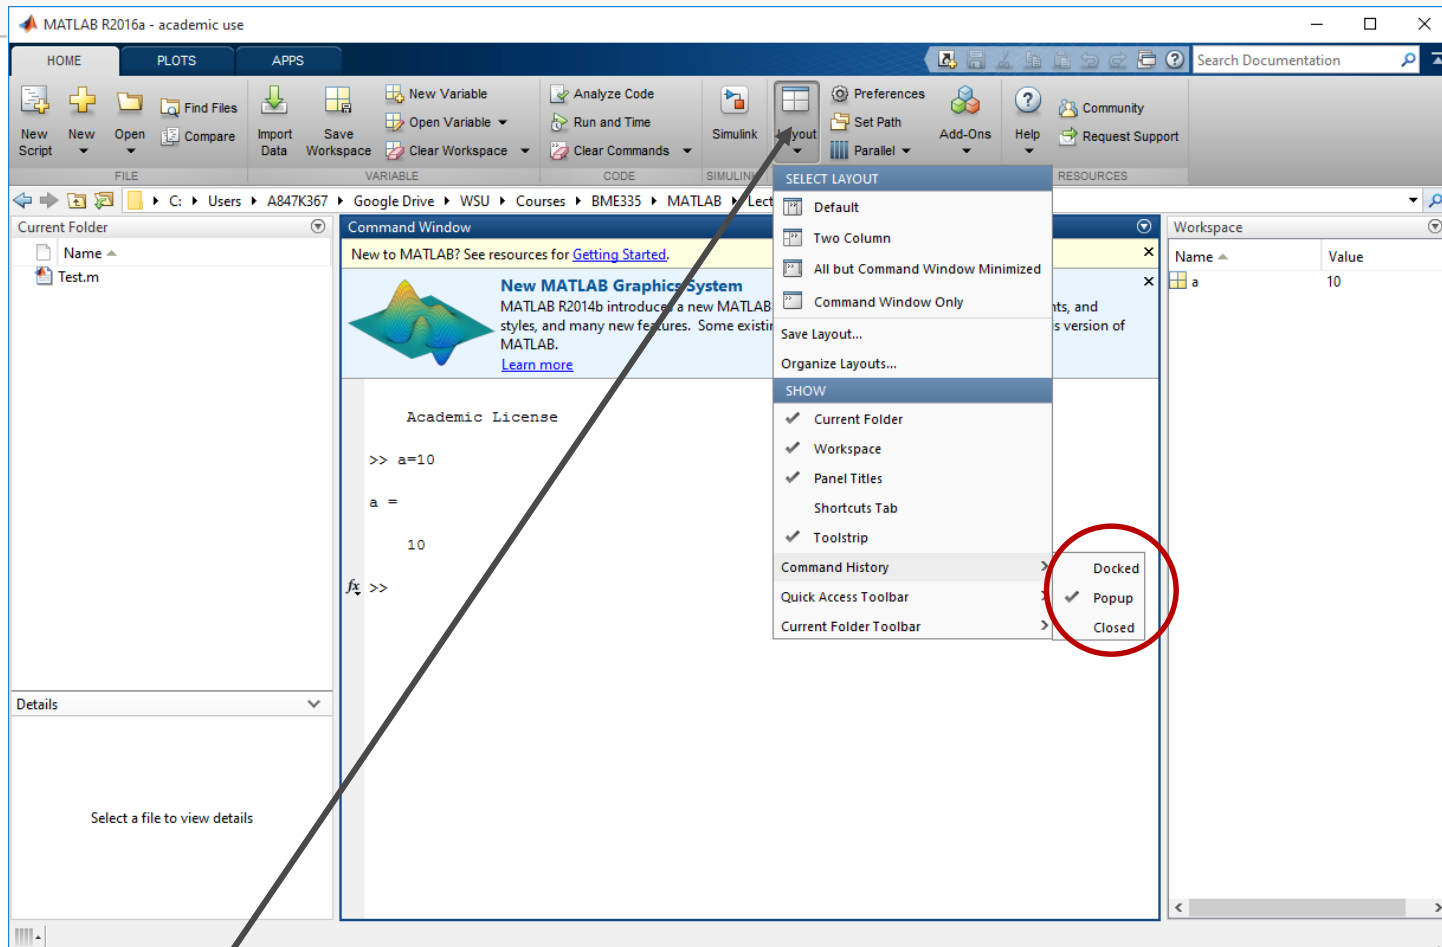 MATLAB R2016a - academic use
HOME PLOTS APPS
Search Documentation
New Script
New
Open
Find Files
Compare
Import Data
Save Workspace
New Variable
Open Variable
Clear Workspace
Analyze Code
Run and Time
Clear Commands
Simulink
Layout
Preferences
Set Path
Parallel
Add-Ons
Help
Community
Request Support
FILE VARIABLE CODE SIMULINK RESOURCES
C: Users A847K367 Google Drive WSU Courses BME335 MATLAB Lect
Current Folder
Name
Test.m
Details
Select a file to view details
Command Window
New to MATLAB? See resources for Getting Started.
New MATLAB Graphics System
MATLAB R2014b introduces a new MATLAB nts, and
styles, and many new features. Some existin s version of
MATLAB.
Learn more
Academic License
>> a=10
a =
10
fx >>
SELECT LAYOUT
Default
Two Column
All but Command Window Minimized
Command Window Only
Save Layout...
Organize Layouts...
SHOW
Current Folder
Workspace
Panel Titles
Shortcuts Tab
Toolstrip
Command History
Quick Access Toolbar
Current Folder Toolbar
Docked
Popup
Closed
Workspace
Name Value
a 10